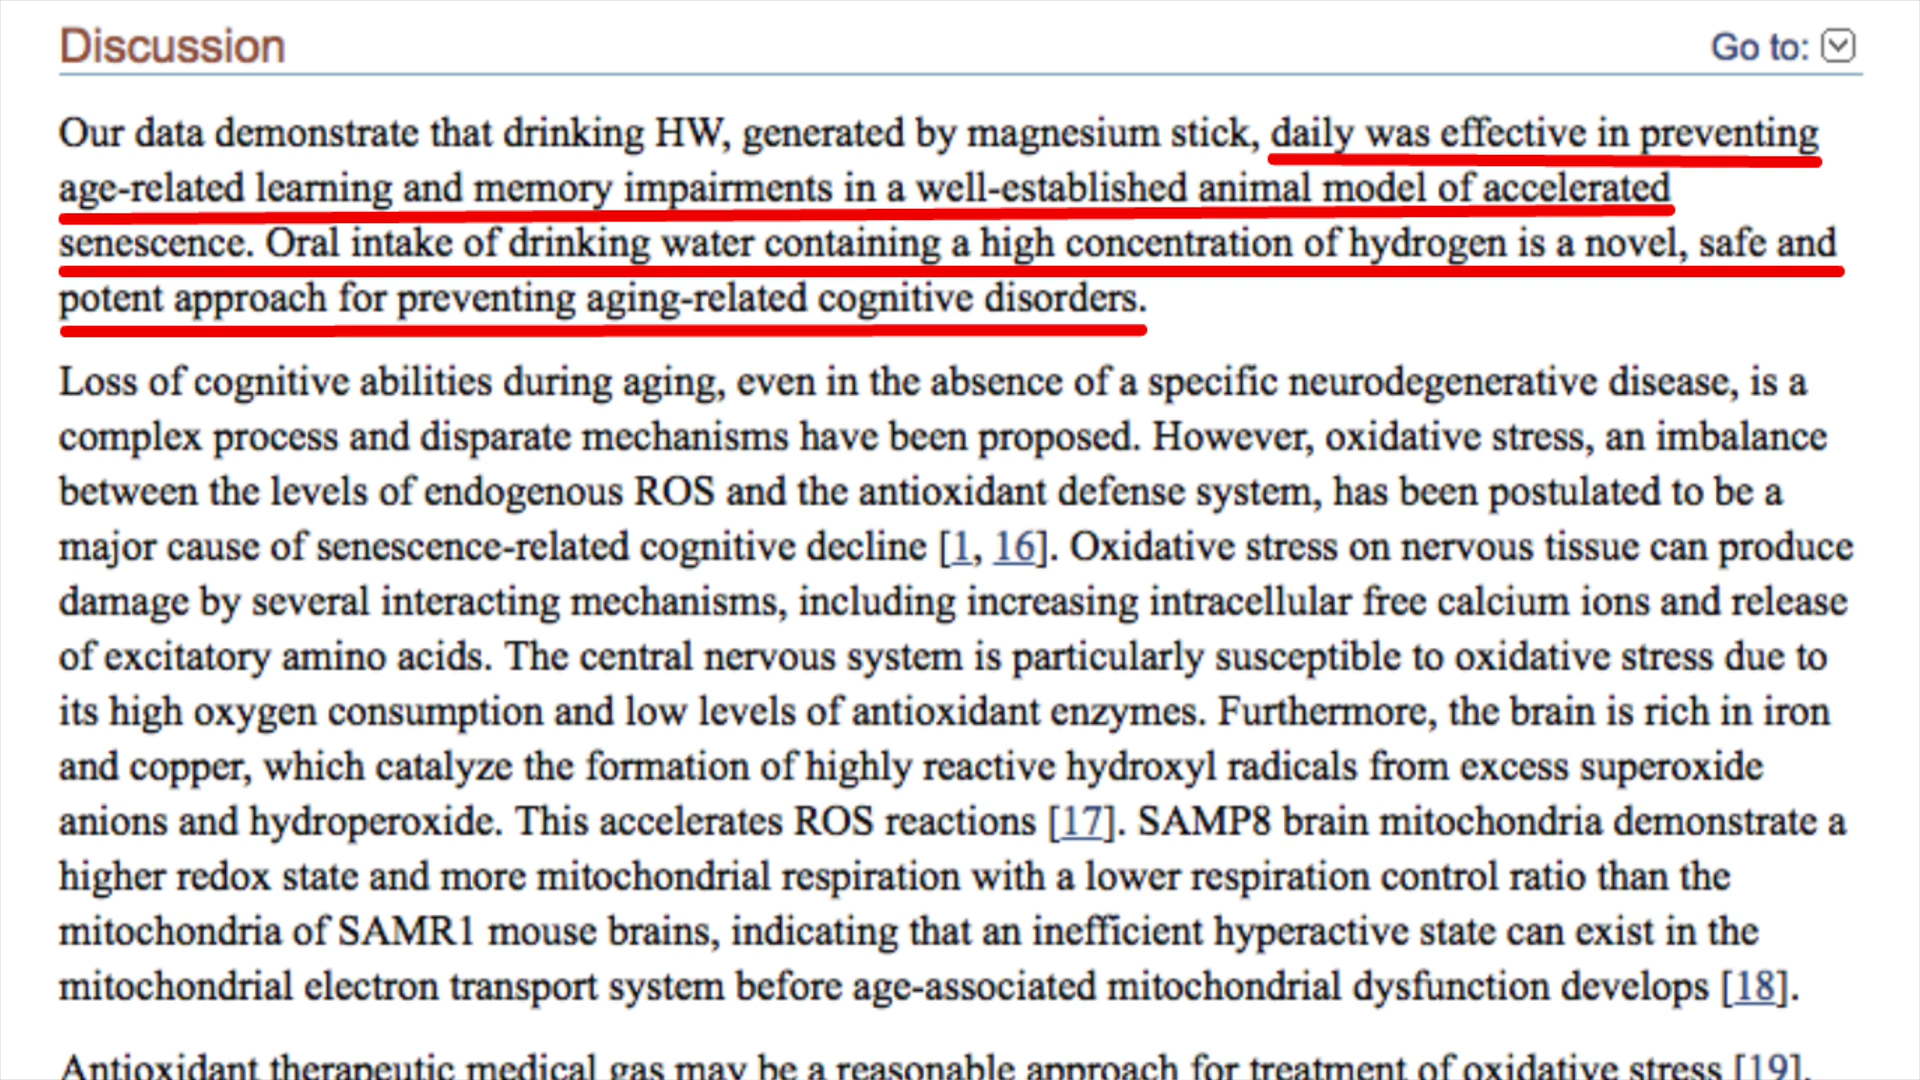 Discussion
Go to:
Our data demonstrate that drinking HW, generated by magnesium stick, daily was effective in preventing
age-related learning and memory impairments in a well-established animal model of accelerated
senescence. Oral intake of drinking water containing a high concentration of hydrogen is a novel, safe and
potent approach for preventing aging-related cognitive disorders.
Loss of cognitive abilities during aging, even in the absence of a specific neurodegenerative disease, is a
complex process and disparate mechanisms have been proposed. However, oxidative stress, an imbalance
between the levels of endogenous ROS and the antioxidant defense system, has been postulated to be a
major cause of senescence-related cognitive decline [1, 16]. Oxidative stress on nervous tissue can produce
damage by several interacting mechanisms, including increasing intracellular free calcium ions and release
of excitatory amino acids. The central nervous system is particularly susceptible to oxidative stress due to
its high oxygen consumption and low levels of antioxidant enzymes. Furthermore, the brain is rich in iron
and copper, which catalyze the formation of highly reactive hydroxyl radicals from excess superoxide
anions and hydroperoxide. This accelerates ROS reactions [17]. SAMP8 brain mitochondria demonstrate a
higher redox state and more mitochondrial respiration with a lower respiration control ratio than the
mitochondria of SAMR1 mouse brains, indicating that an inefficient hyperactive state can exist in the
mitochondrial electron transport system before age-associated mitochondrial dysfunction develops [18].
Antioxidant therapeutic medical gas may be a reasonable approach for treatment of oxidative stress [19].